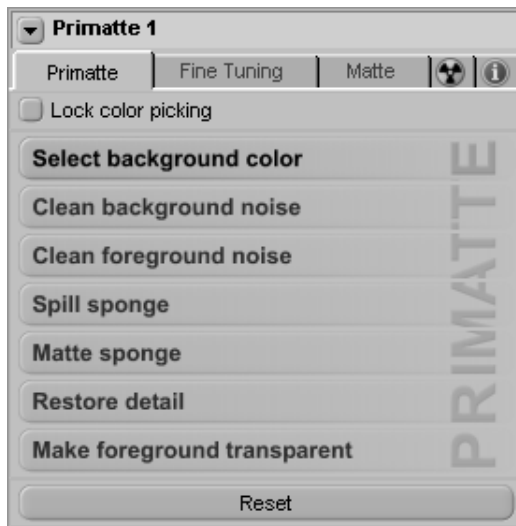 Primatte 1
Primatte Fine Tuning Matte
Lock color picking
Select background color
Clean background noise
Clean foreground noise
Spill sponge
Matte sponge
Restore detail
Make foreground transparent
PRIMATTE
Reset